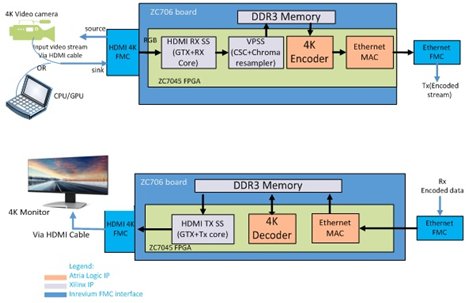 4K Video camera
source
Input video stream
Via HDMI cable
sink
OR
CPU/GPU
HDMI 4K
FMC
RGB
ZC706 board
DDR3 Memory
HDMI RX SS
(GTX+RX
Core)
VPSS
(CSC+Chroma
resampler)
4K
Encoder
Ethernet
MAC
ZC7045 FPGA
Ethernet
FMC
Tx(Encoded
stream)
ZC706 board
DDR3 Memory
4K Monitor
Via HDMI Cable
HDMI 4K
FMC
HDMI TX SS
(GTX+Tx core)
4K
Decoder
Ethernet
MAC
ZC7045 FPGA
Rx
Encoded data
Ethernet
FMC
Legend:
Atria Logic IP
Xilinx IP
Inrevium FMC interface